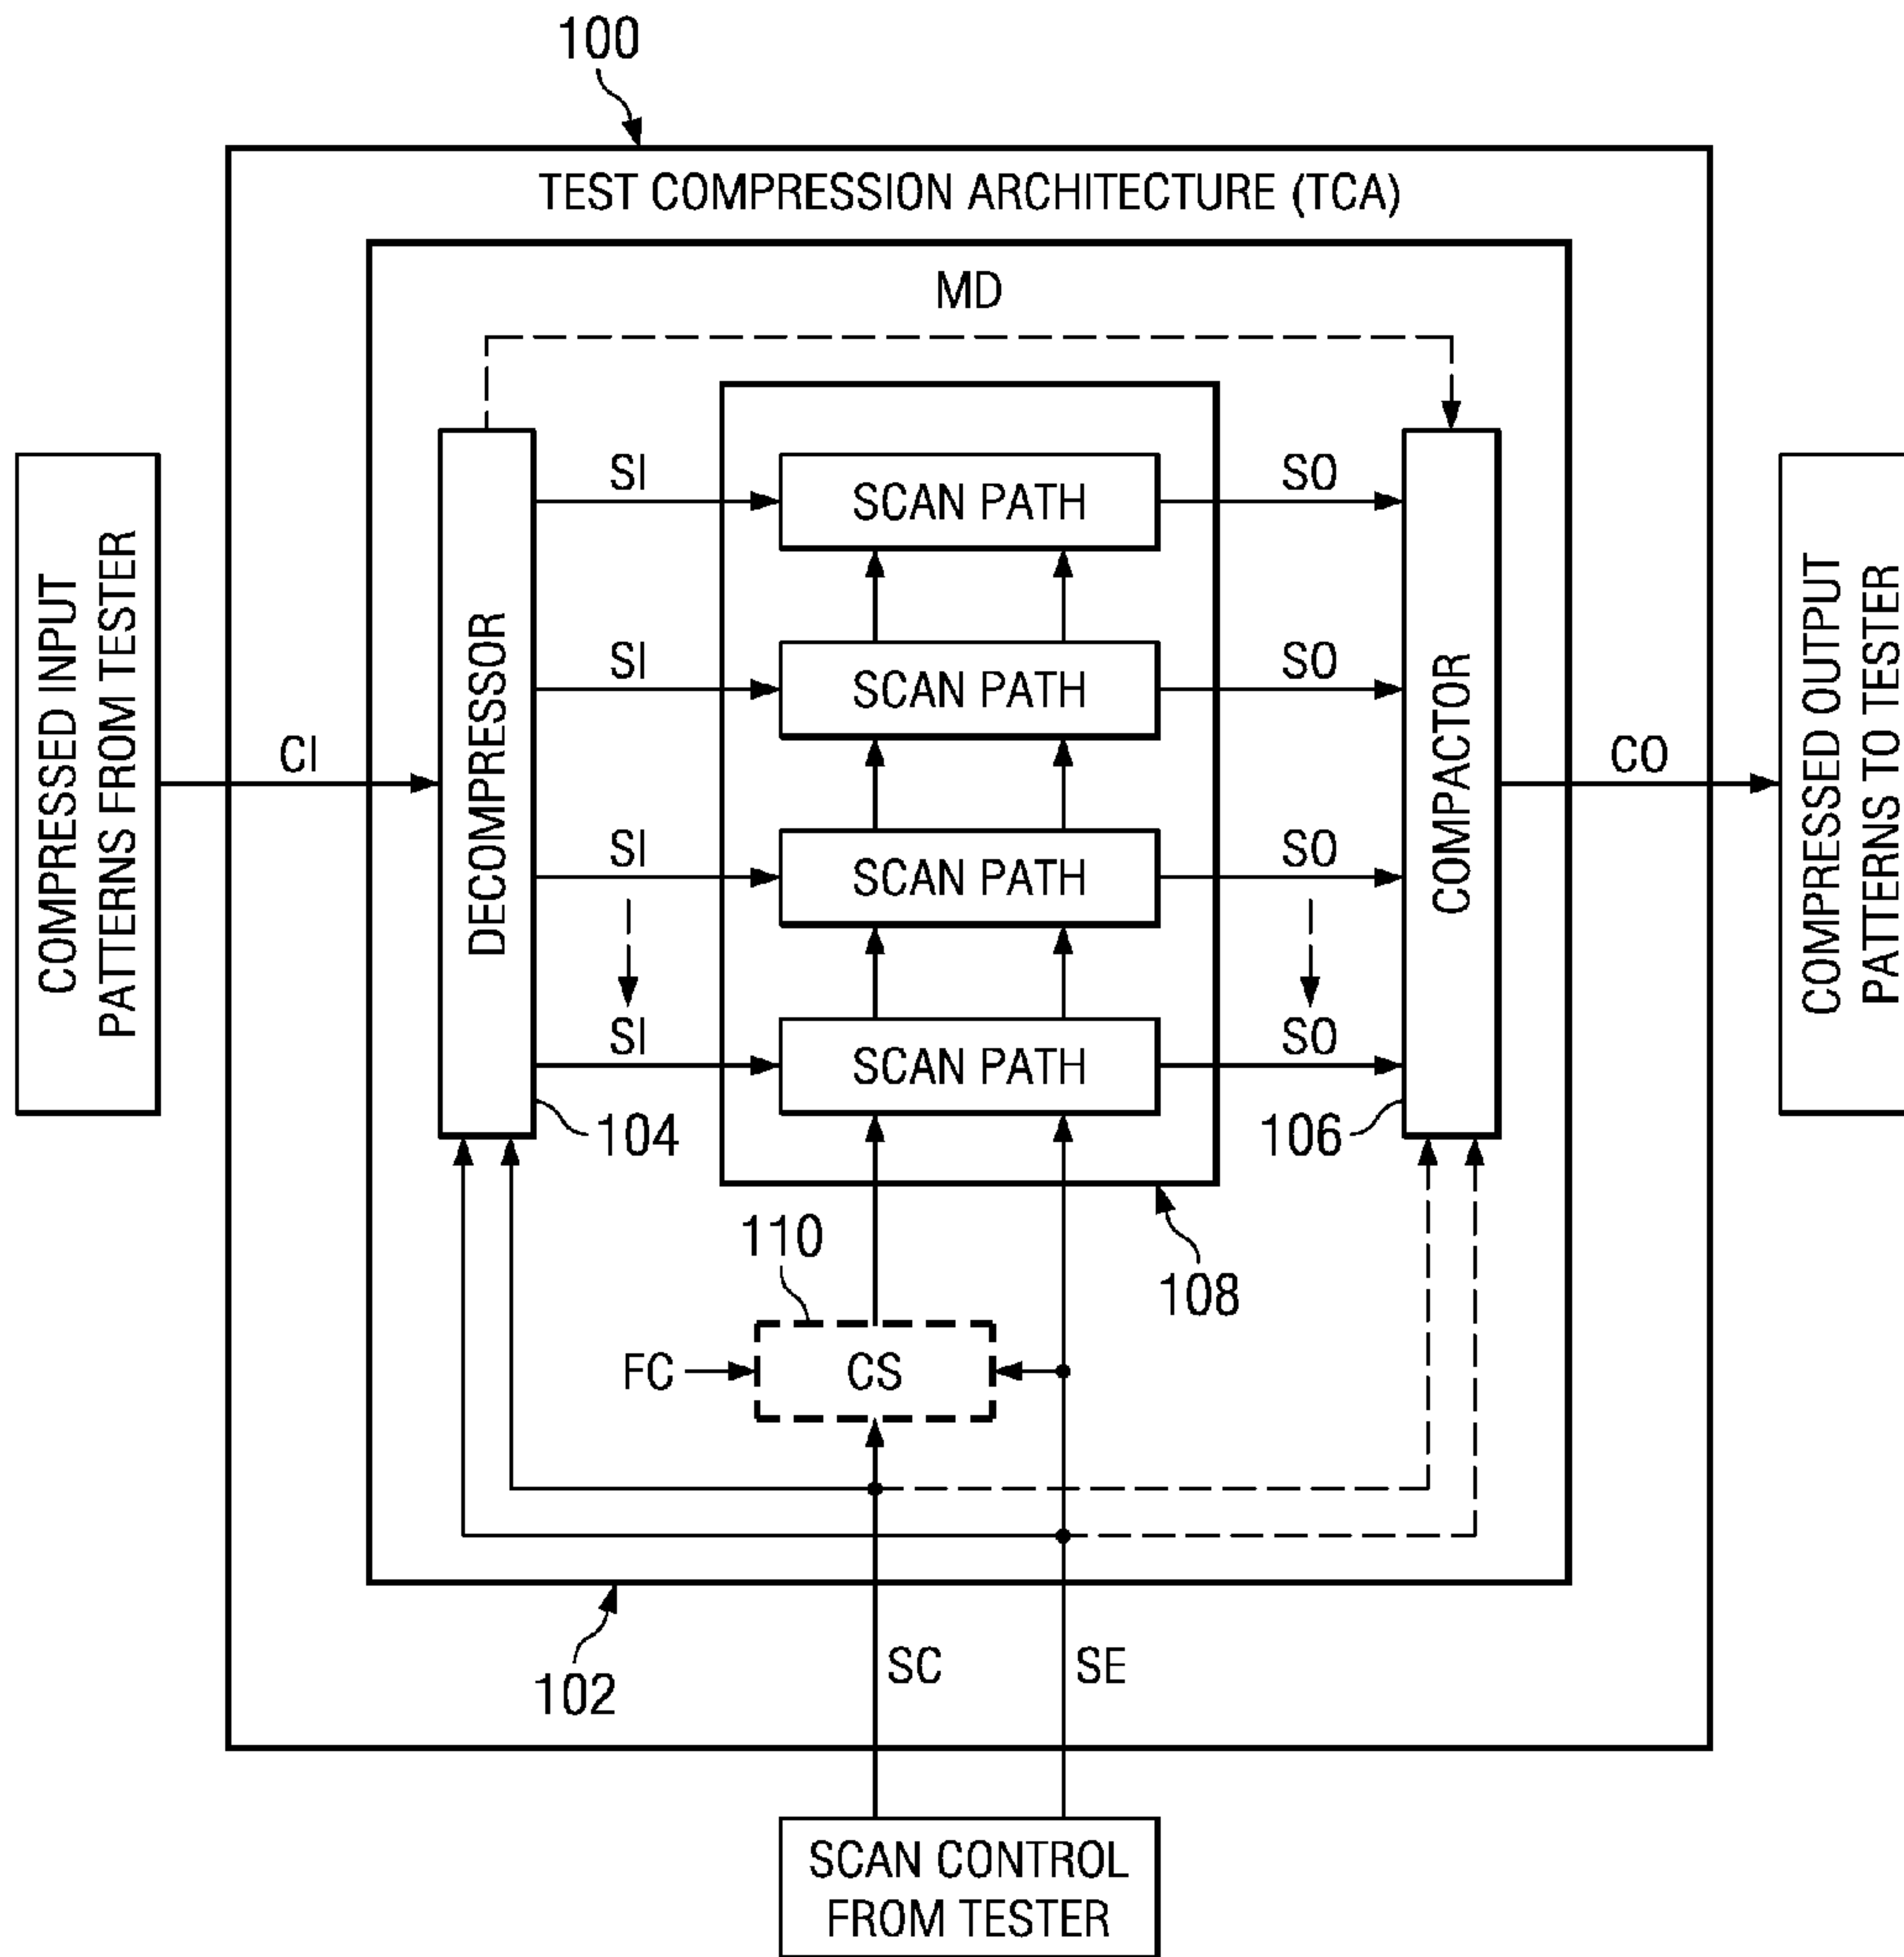 100
TEST COMPRESSION ARCHITECTURE (TCA)
MD
COMPRESSED INPUT
PATTERNS FROM TESTER
CI
DECOMPRESSOR
SI
SCAN PATH
SO
SI
SCAN PATH
SO
SI
SCAN PATH
SO
SI
SCAN PATH
SO
COMPACTOR
CO
COMPRESSED OUTPUT
PATTERNS TO TESTER
104
106
110
108
FC
CS
102
SC
SE
SCAN CONTROL
FROM TESTER